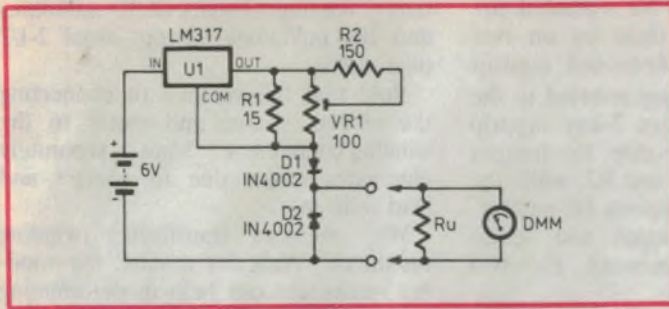 LM317
IN
U1
OUT
COM
R2
150
R1
15
VR1
100
+
6V
-
D1
IN4002
D2
IN4002
Ru
DMM